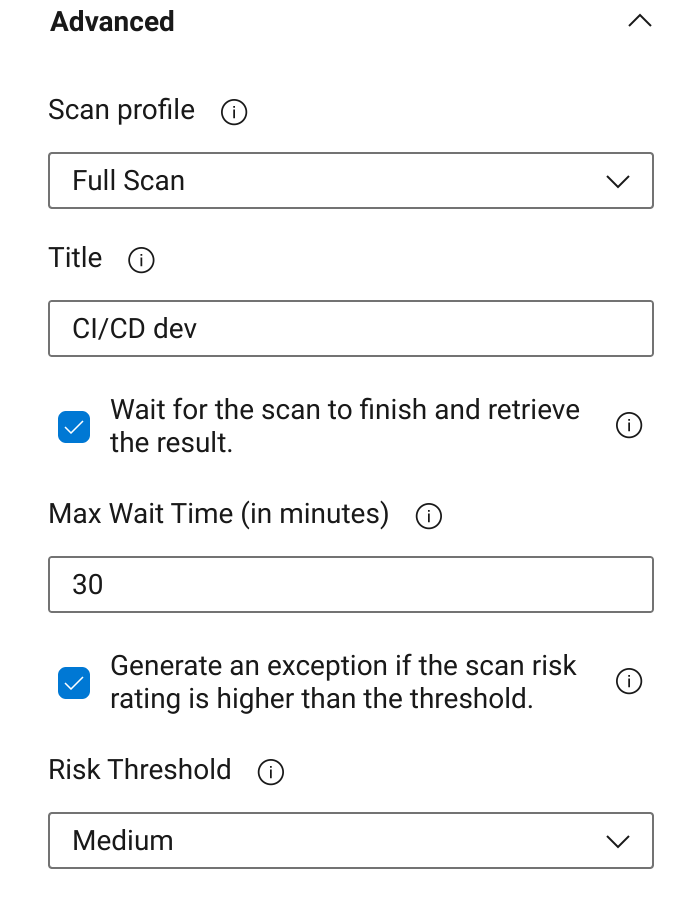 Advanced
Scan profile
Full Scan
Title
CI/CD dev
Wait for the scan to finish and retrieve
the result.
Max Wait Time (in minutes)
30
Generate an exception if the scan risk
rating is higher than the threshold.
Risk Threshold
Medium